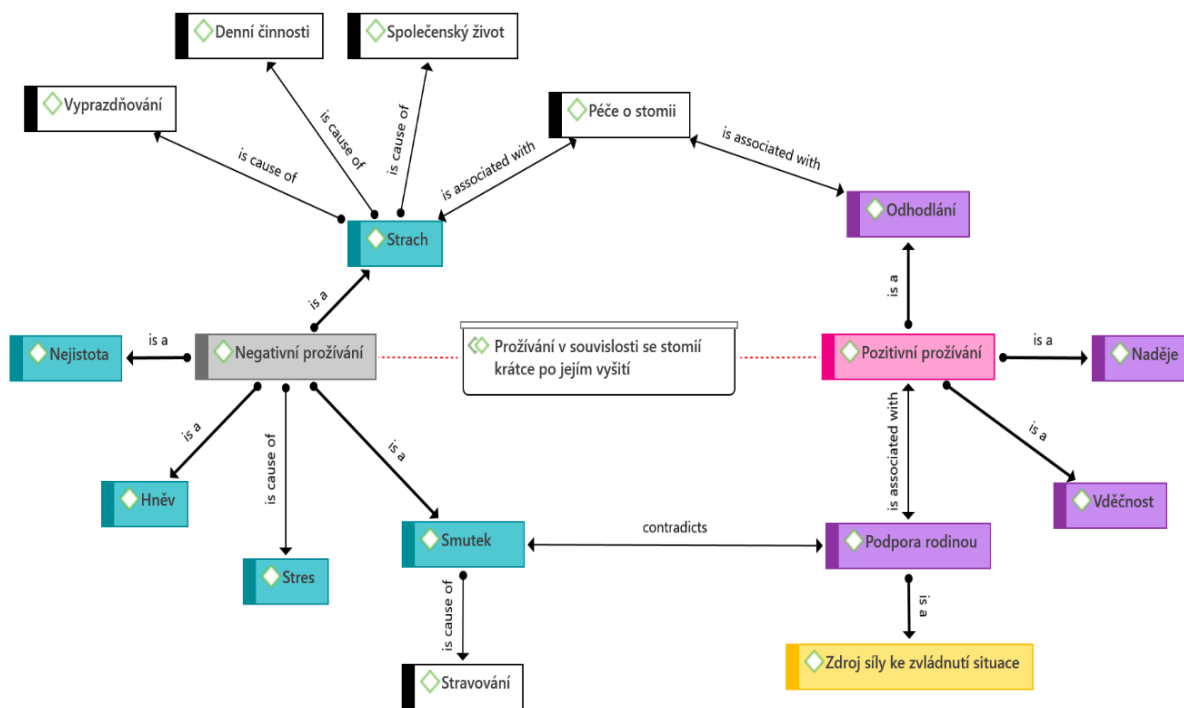 Denní činnosti
Společenský život
Vyprazdňování
Péče o stomii
is cause of
is cause of
is cause of
is associated with
is associated with
Odhodlání
Strach
is a
is a
Nejistota
is a
Negativní prožívání
Prožívání v souvislosti se stomií
krátce po jejím vyšití
Pozitivní prožívání
is a
Naděje
is a
is cause of
is a
is associated with
is a
Hněv
Vděčnost
Smutek
contradicts
Podpora rodinou
Stres
is cause of
is a
Stravování
Zdroj síly ke zvládnutí situace